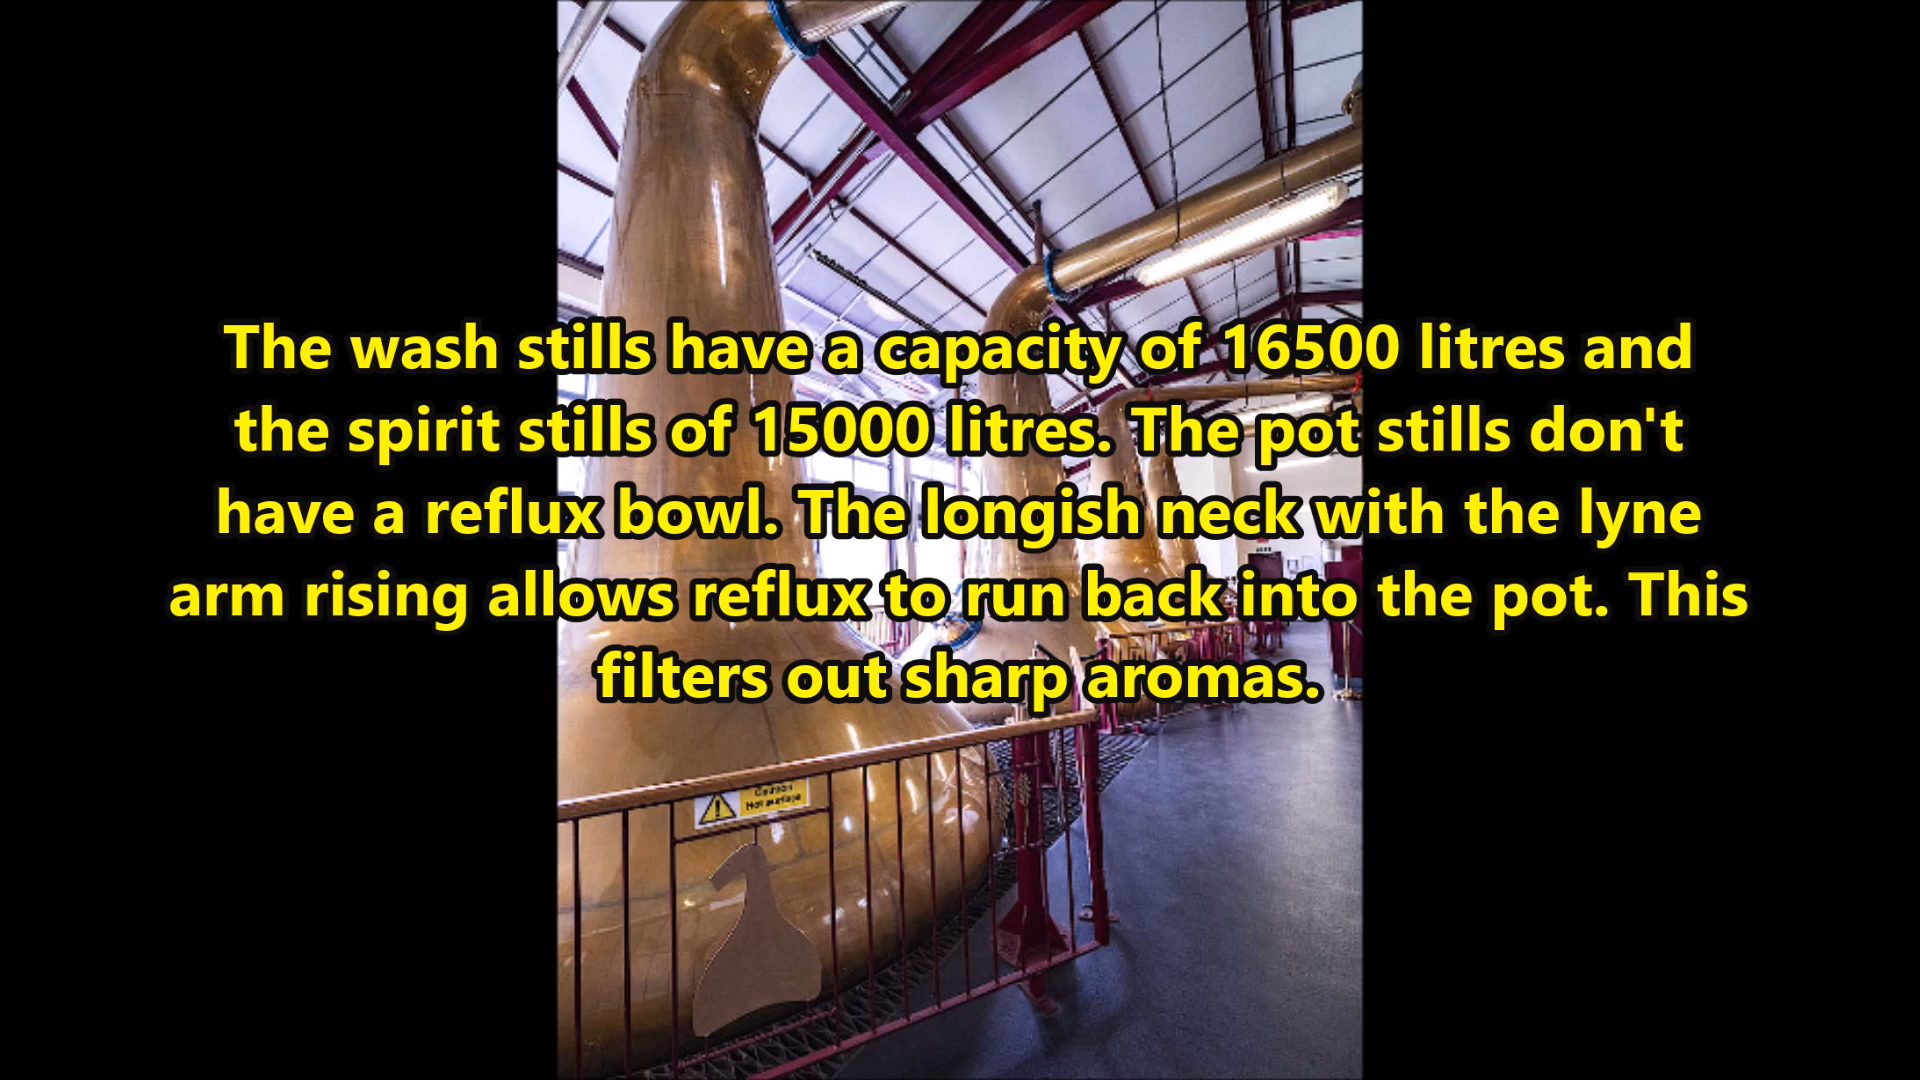 The wash stills have a capacity of 16500 litres and
the spirit stills of 15000 litres. The pot stills don't
have a reflux bowl. The longish neck with the lyne
arm rising allows reflux to run back into the pot. This
filters out sharp aromas.
Caution
Hot surface